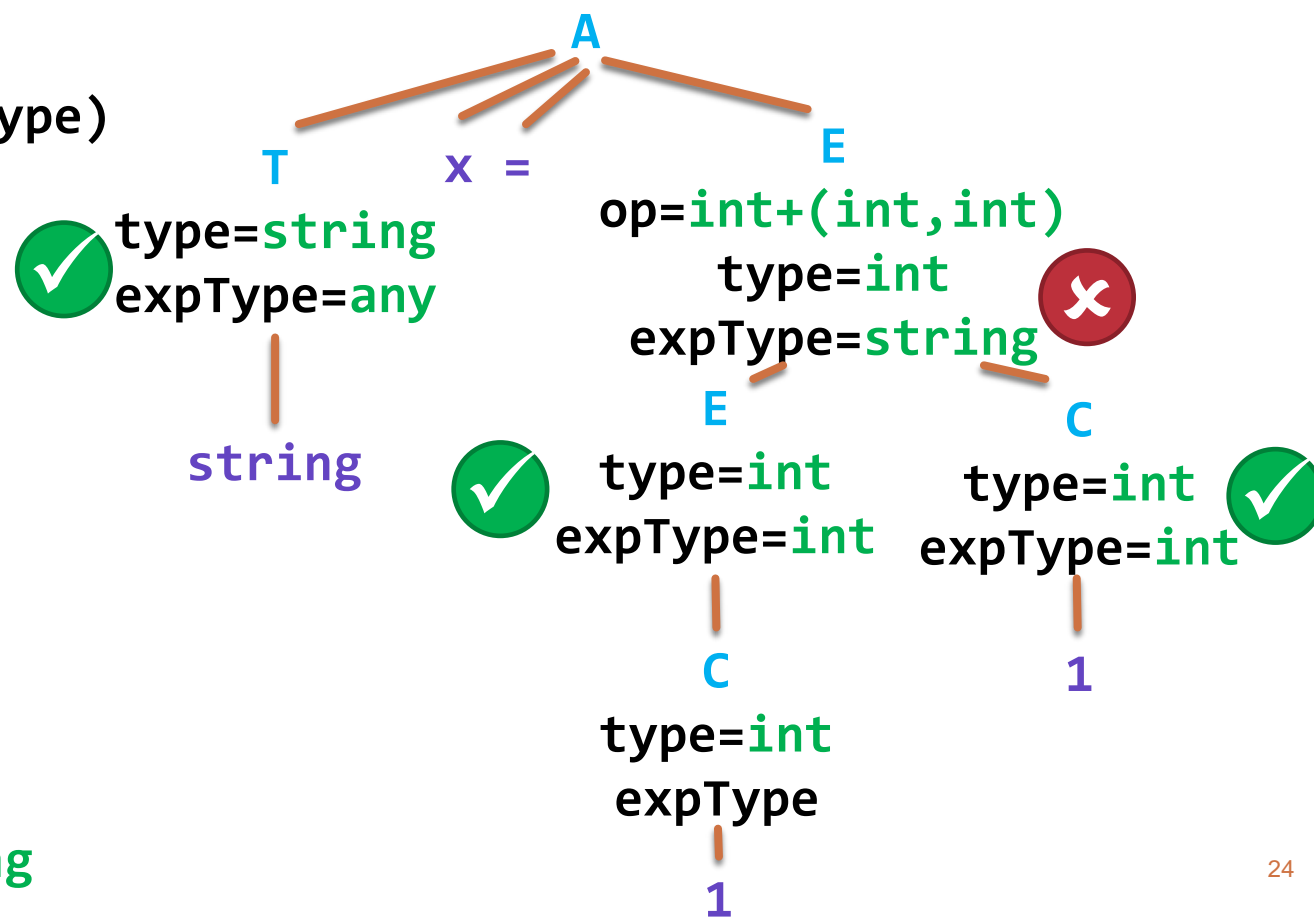 A
ype)
T
x =
E
type=string
expType=any
op=int+(int,int)
type=int
expType=string
string
E
type=int
expType=int
C
type=int
expType=int
C
type=int
expType
1
1
g
24